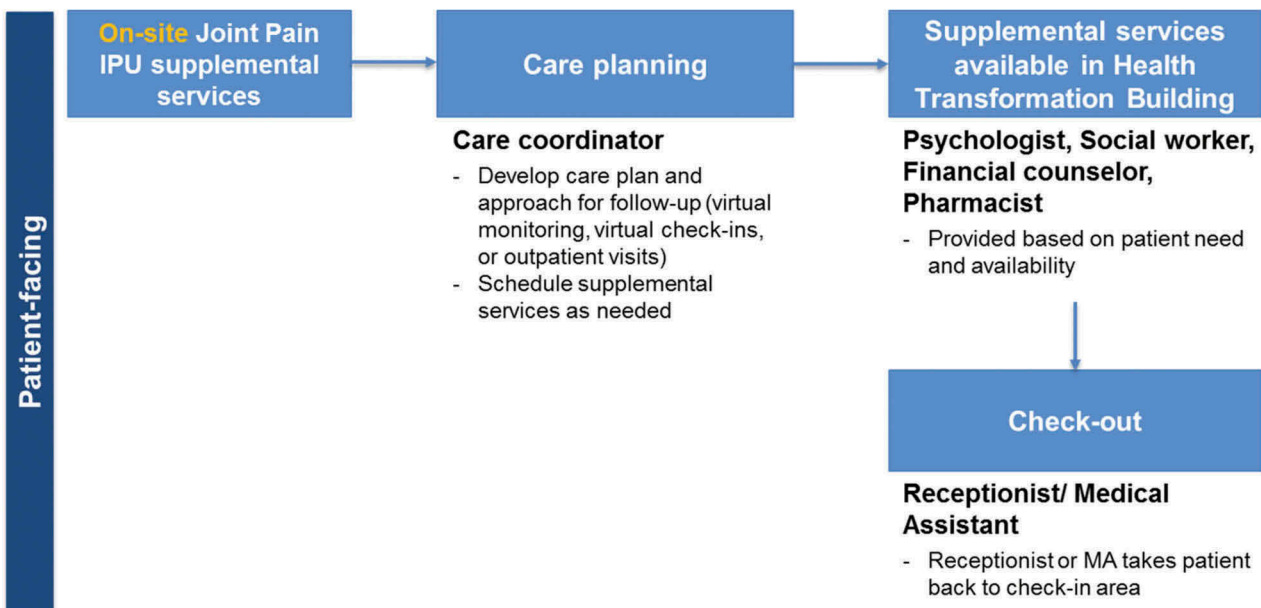 Patient-facing
On-site Joint Pain
IPU supplemental
services
Care planning
Care coordinator
- Develop care plan and
approach for follow-up (virtual
monitoring, virtual check-ins,
or outpatient visits)
- Schedule supplemental
services as needed
Supplemental services
available in Health
Transformation Building
Psychologist, Social worker,
Financial counselor,
Pharmacist
- Provided based on patient need
and availability
Check-out
Receptionist/ Medical
Assistant
- Receptionist or MA takes patient
back to check-in area